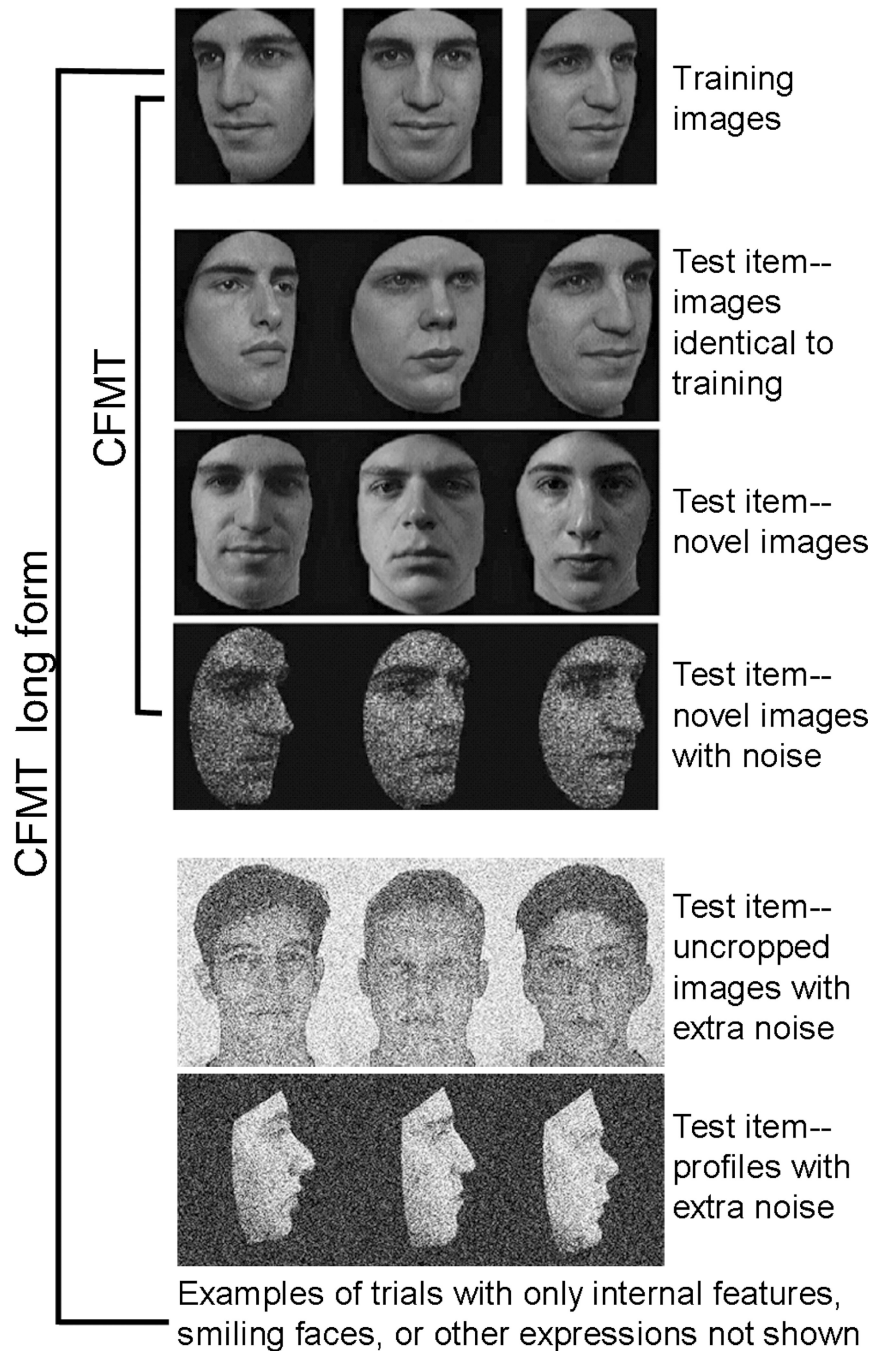 Training
images
Test item--
images
identical to
training
CFMT
Test item--
novel images
CFMT long form
Test item--
novel images
with noise
Test item--
uncropped
images with
extra noise
Test item--
profiles with
extra noise
Examples of trials with only internal features,
smiling faces, or other expressions not shown